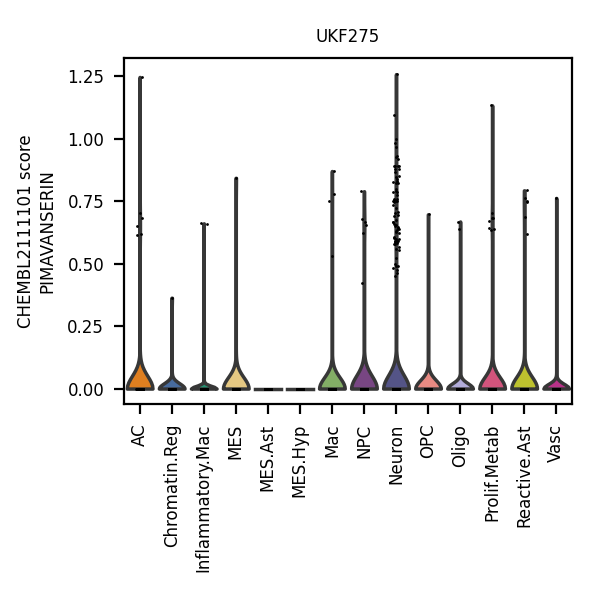 UKF275
CHEMBL2111101 score
PIMAVANSERIN
1.25
1.00
0.75
0.50
0.25
0.00
AC
Chromatin.Reg
Inflammatory.Mac
MES
MES.Ast
MES.Hyp
Mac
NPC
Neuron
OPC
Oligo
Prolif.Metab
Reactive.Ast
Vasc